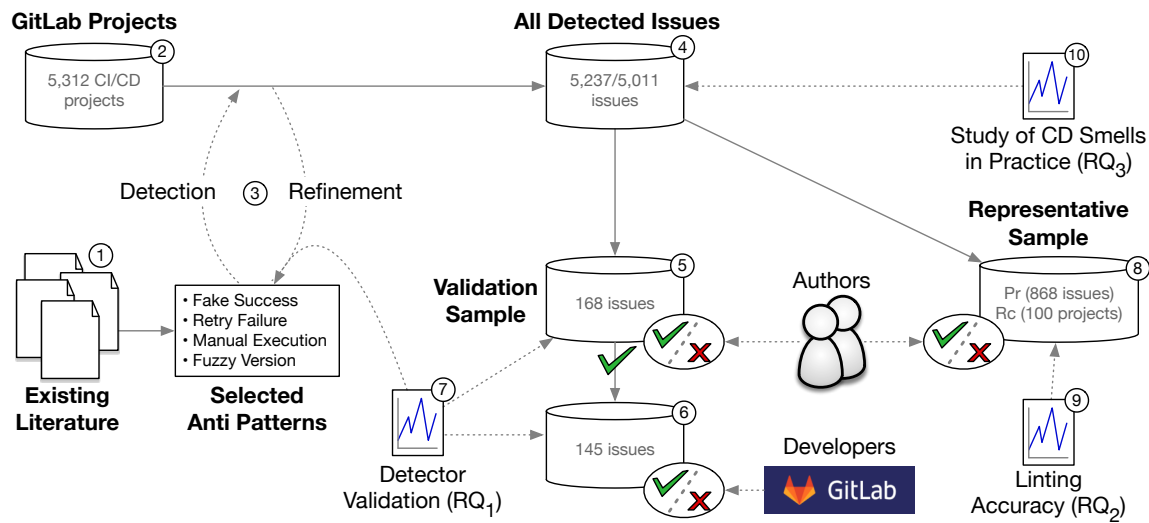 GitLab Projects
2
5,312 CI/CD
projects
All Detected Issues
4
5,237/5,011
issues
10
Study of CD Smells
in Practice (RQ3)
Detection
3
Refinement
1
Existing
Literature
• Fake Success
• Retry Failure
• Manual Execution
• Fuzzy Version
Selected
Anti Patterns
7
Detector
Validation (RQ1)
Validation
Sample
5
168 issues
6
145 issues
Authors
Developers
GitLab
Representative
Sample
8
Pr (868 issues)
Rc (100 projects)
9
Linting
Accuracy (RQ2)